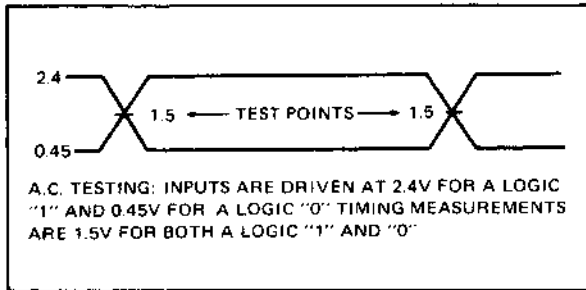 2.4
1.5 ← TEST POINTS → 1.5
0.45
A.C. TESTING: INPUTS ARE DRIVEN AT 2.4V FOR A LOGIC
"1" AND 0.45V FOR A LOGIC "0" TIMING MEASUREMENTS
ARE 1.5V FOR BOTH A LOGIC "1" AND "0"